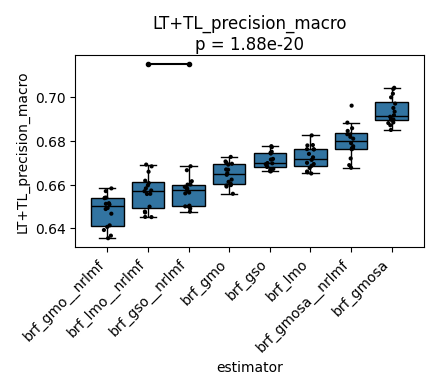 LT+TL_precision_macro
p = 1.88e-20
LT+TL_precision_macro
0.70
0.68
0.66
0.64
brf_gmo__nrlmf
brf_lmo__nrlmf
brf_gso__nrlmf
brf_gmo
brf_gso
brf_lmo
brf_gmosa__nrlmf
brf_gmosa
estimator